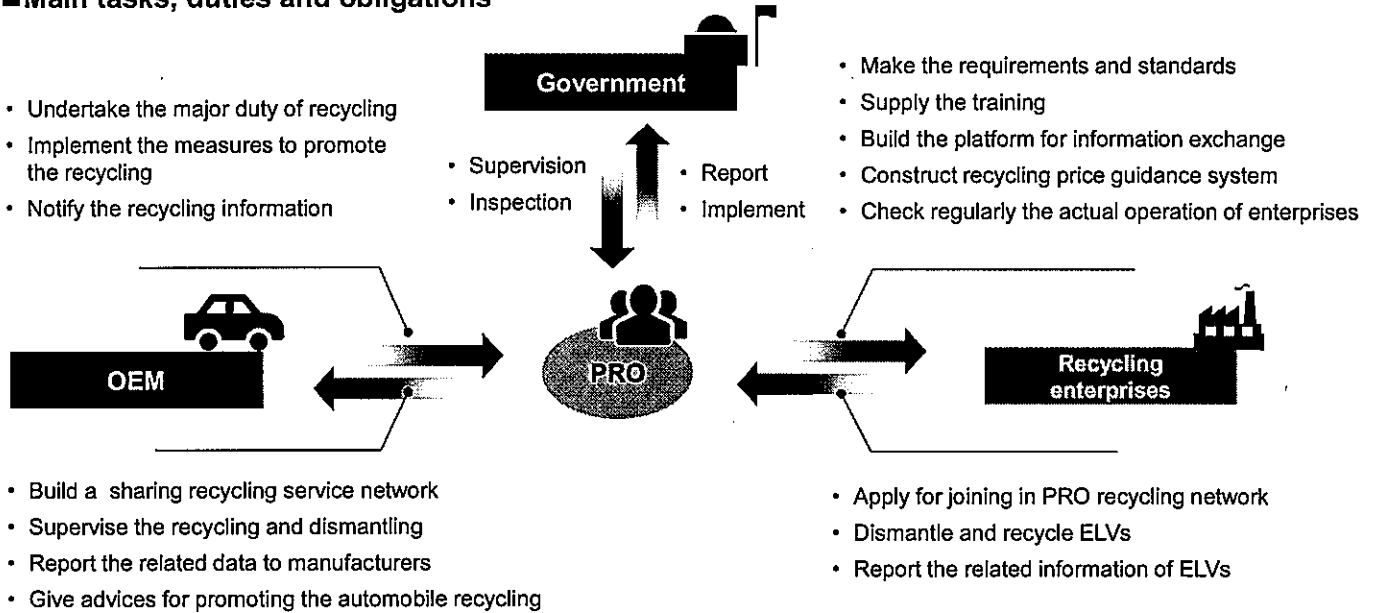 ■Main tasks, duties and obligations
Government
• Undertake the major duty of recycling
• Implement the measures to promote
the recycling
• Notify the recycling information
• Supervision
• Inspection
• Report
• Implement
• Make the requirements and standards
• Supply the training
• Build the platform for information exchange
• Construct recycling price guidance system
• Check regularly the actual operation of enterprises
OEM
PRO
Recycling
enterprises
• Build a sharing recycling service network
• Supervise the recycling and dismantling
• Report the related data to manufacturers
• Give advices for promoting the automobile recycling
• Apply for joining in PRO recycling network
• Dismantle and recycle ELVs
• Report the related information of ELVs